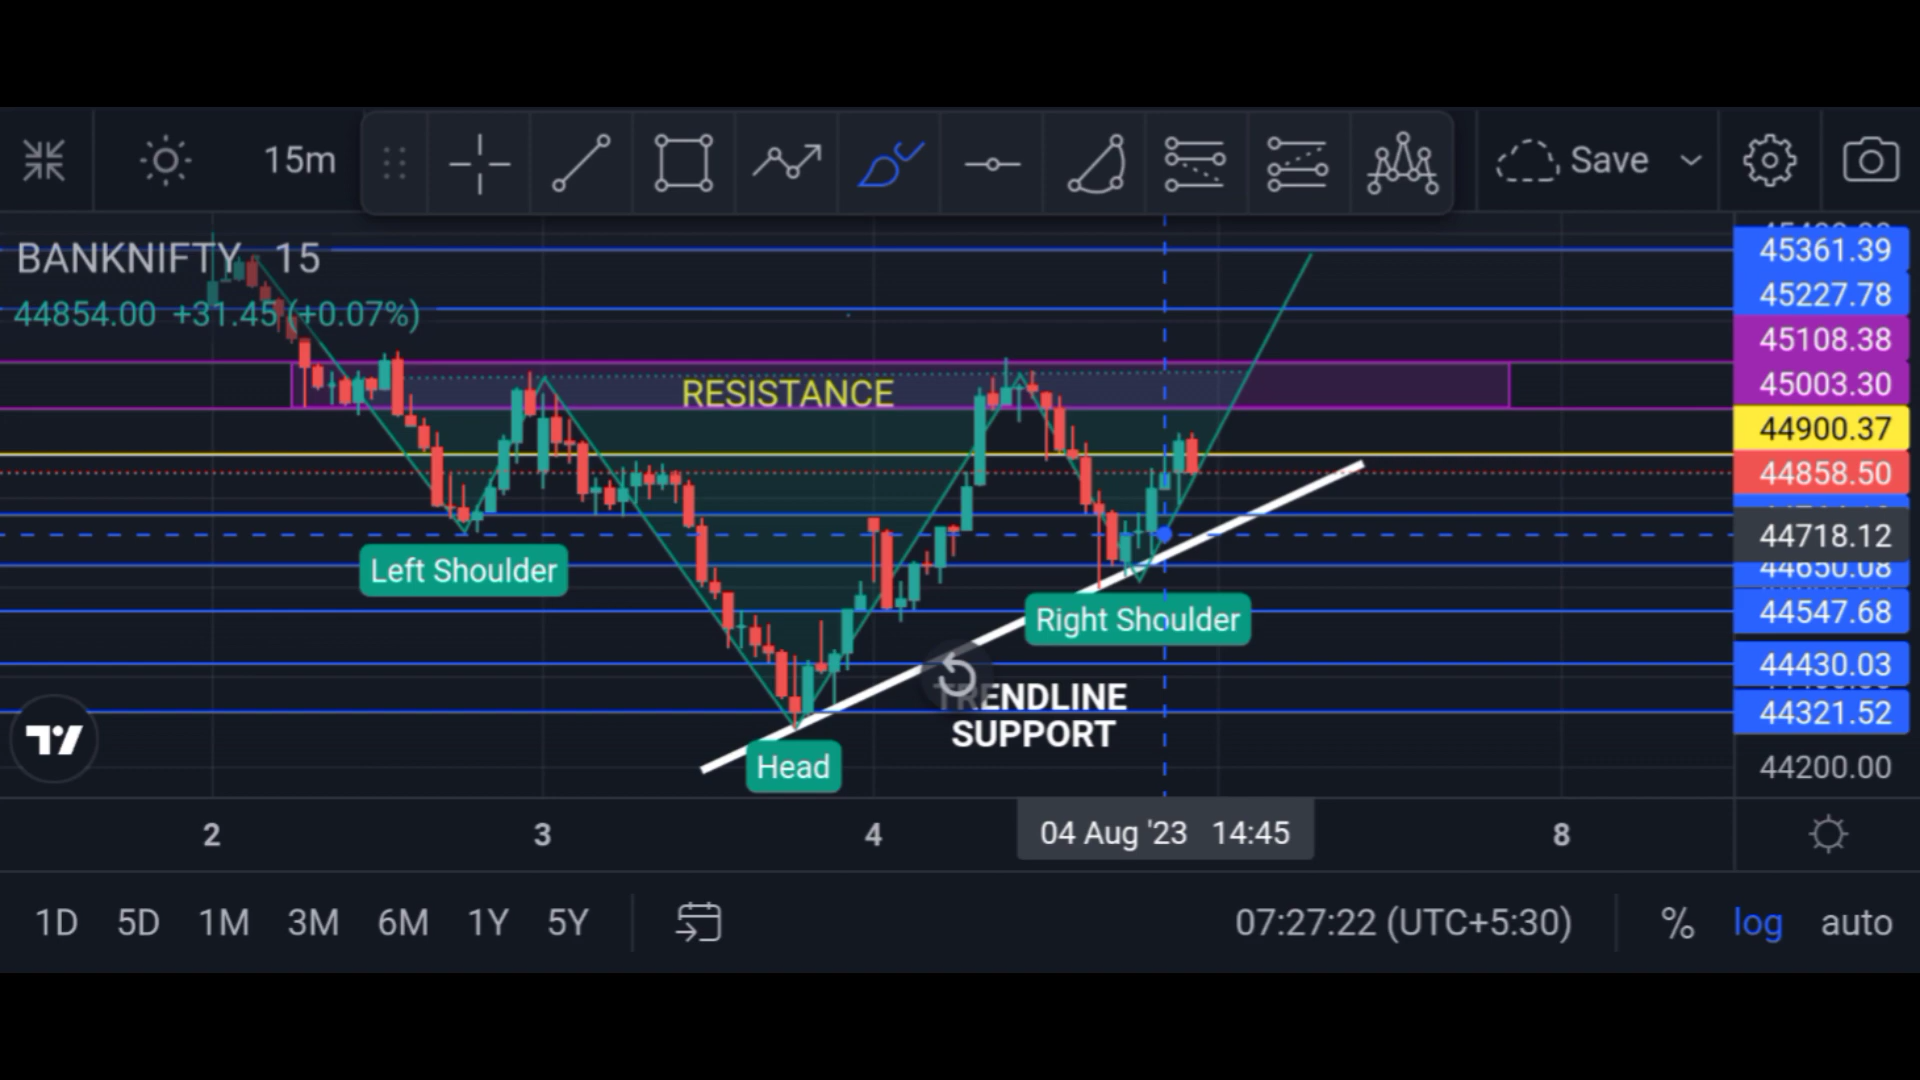 15m
Save
BANKNIFTY · 15
44854.00 +31.45 (+0.07%)
RESISTANCE
Left Shoulder
Right Shoulder
Head
TRENDLINE
SUPPORT
45361.39
45227.78
45108.38
45003.30
44900.37
44858.50
44718.12
44650.08
44547.68
44430.03
44321.52
44200.00
2 3 4 04 Aug '23 14:45 8
1D 5D 1M 3M 6M 1Y 5Y 07:27:22 (UTC+5:30) % log auto